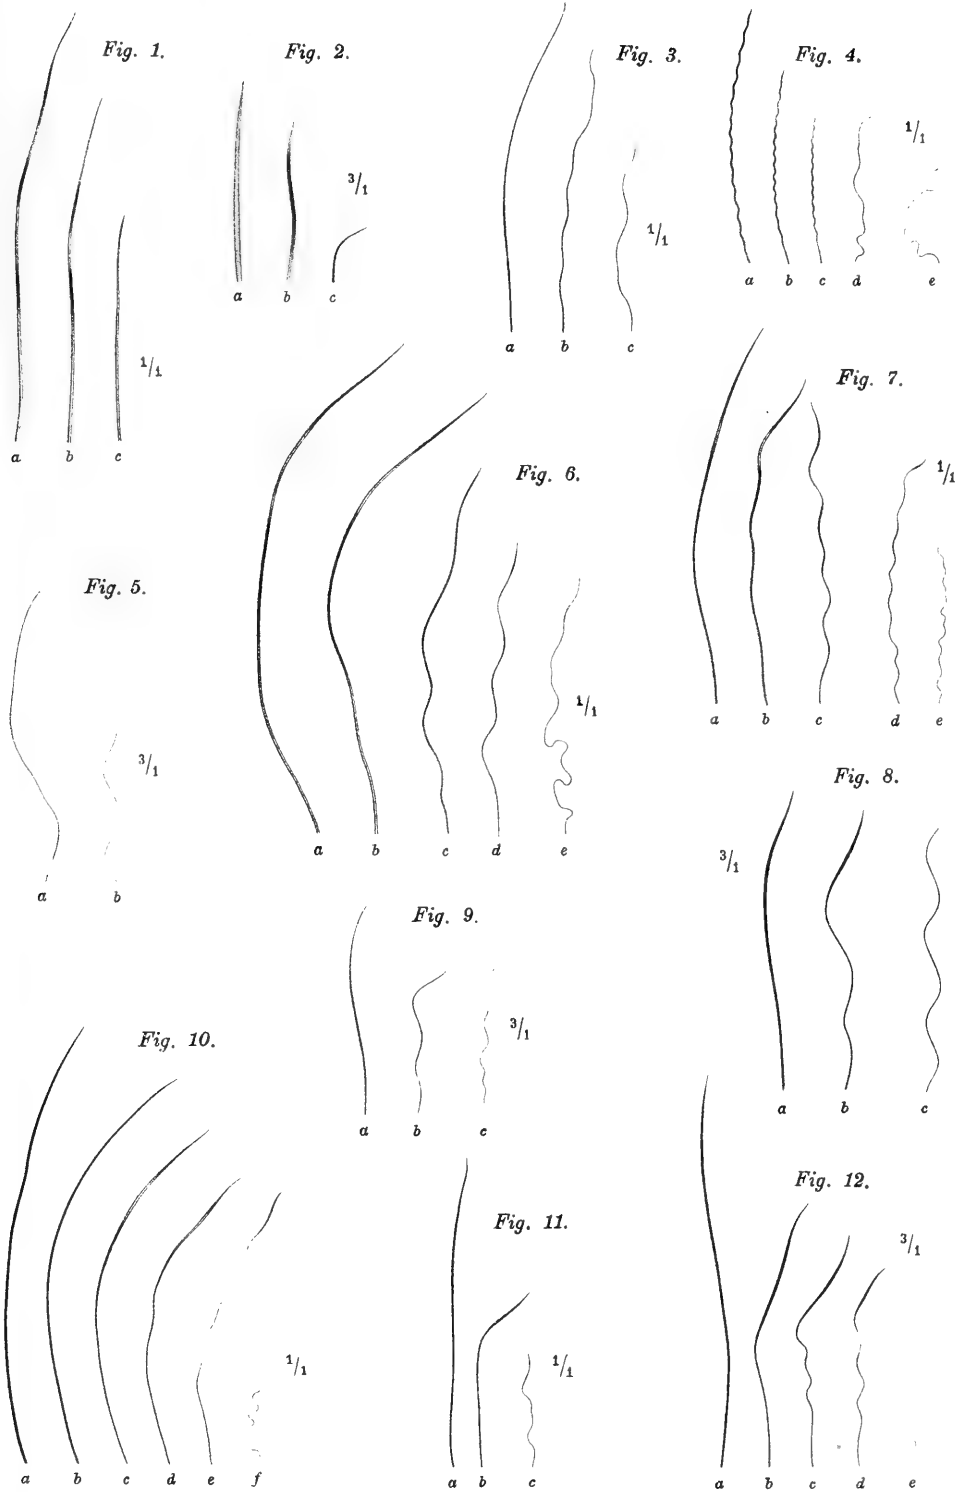 Fig. 1.
1/1
a b c
Fig. 2.
3/1
a b c
Fig. 3.
1/1
a b c
Fig. 4.
1/1
a b c d e
Fig. 5.
3/1
a b
Fig. 6.
1/1
a b c d e
Fig. 7.
1/1
a b c d e
Fig. 8.
3/1
a b c
Fig. 9.
3/1
a b c
Fig. 10.
1/1
a b c d e f
Fig. 11.
1/1
a b c
Fig. 12.
3/1
a b c d e